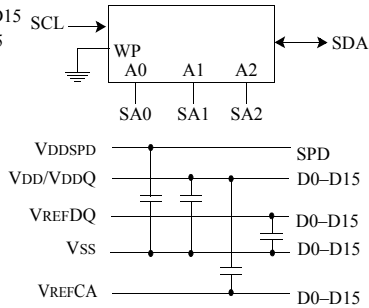 D15 SCL
SDA
WP
A0 A1 A2
SA0 SA1 SA2
VDDSPD SPD
VDD/VDDQ D0–D15
VREFDQ D0–D15
VSS D0–D15
VREFCA D0–D15